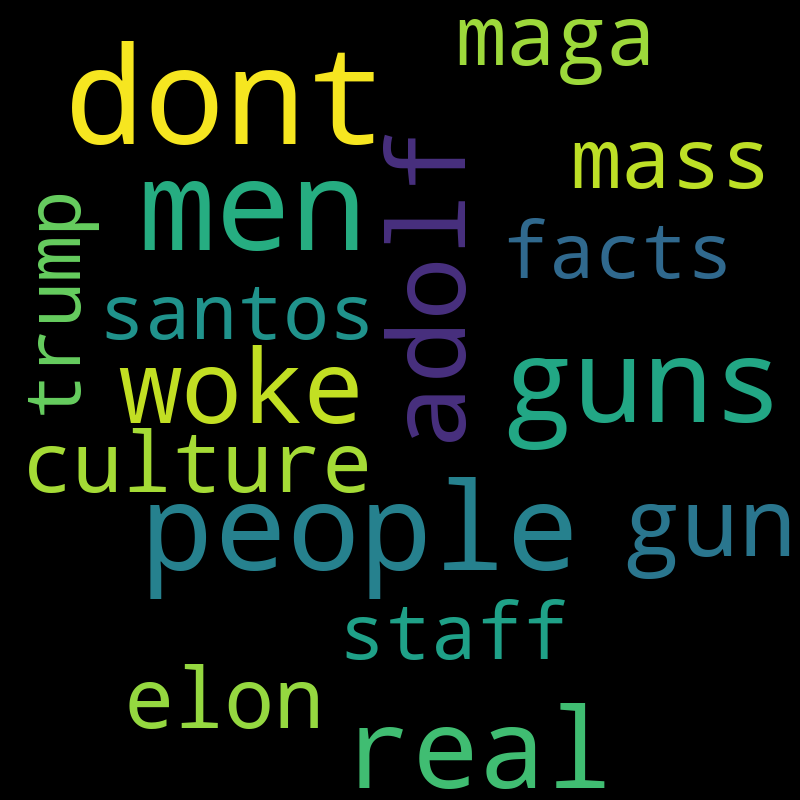 maga
dont
mass
men
adolf
trump
facts
santos
woke
guns
culture
people
gun
staff
elon
real